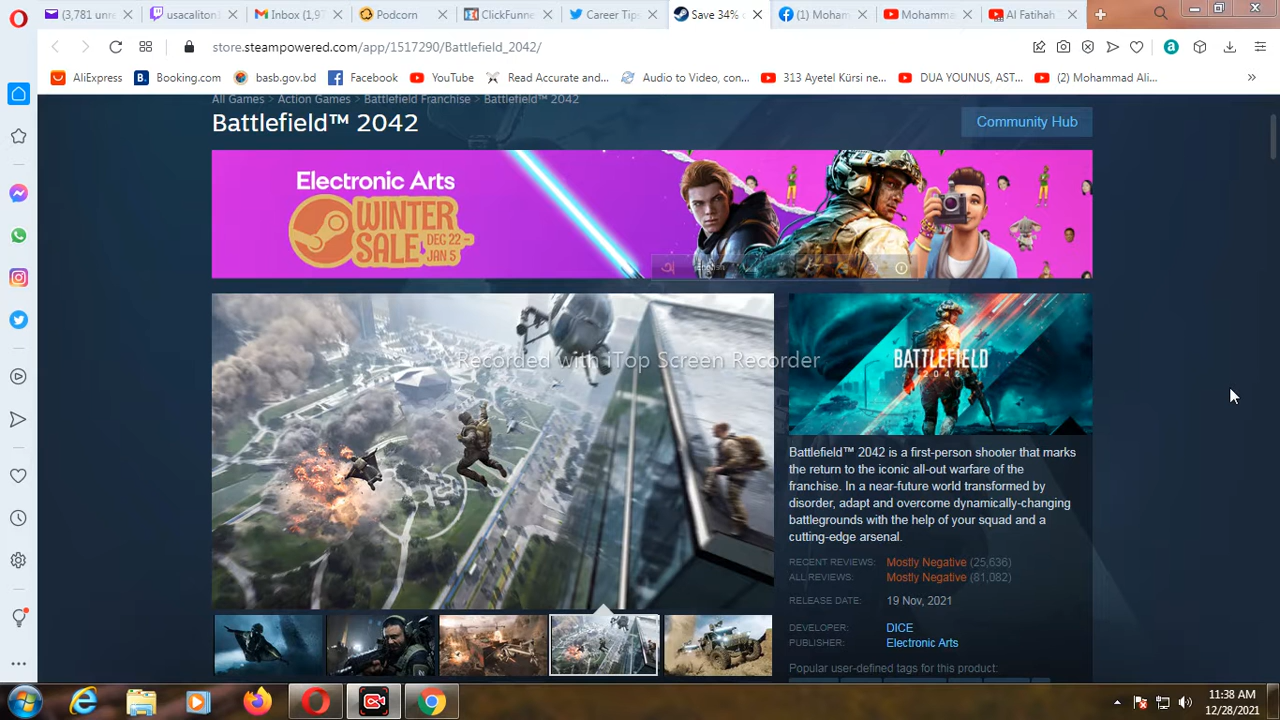 (3,781 unre
usacaliton
Inbox (1,97
Podcorn
ClickFunne
Career Tips
Save 34%
(1) Moham
Mohamma
Al Fatihah
store.steampowered.com/app/1517290/Battlefield_2042/
AliExpress
Booking.com
basb.gov.bd
Facebook
YouTube
Read Accurate and...
Audio to Video, con...
313 Ayetel Kürsi ne...
DUA YOUNUS, AST...
(2) Mohammad Ali...
All Games > Action Games > Battlefield Franchise > Battlefield™ 2042
Battlefield™ 2042
Community Hub
Electronic Arts
WINTER
SALE
DEC 22 -
JAN 5
Recorded with iTop Screen Recorder
BATTLEFIELD
2042
Battlefield™ 2042 is a first-person shooter that marks
the return to the iconic all-out warfare of the
franchise. In a near-future world transformed by
disorder, adapt and overcome dynamically-changing
battlegrounds with the help of your squad and a
cutting-edge arsenal.
RECENT REVIEWS: Mostly Negative (25,636)
ALL REVIEWS: Mostly Negative (81,082)
RELEASE DATE: 19 Nov, 2021
DEVELOPER: DICE
PUBLISHER: Electronic Arts
Popular user-defined tags for this product:
11:38 AM
12/28/2021